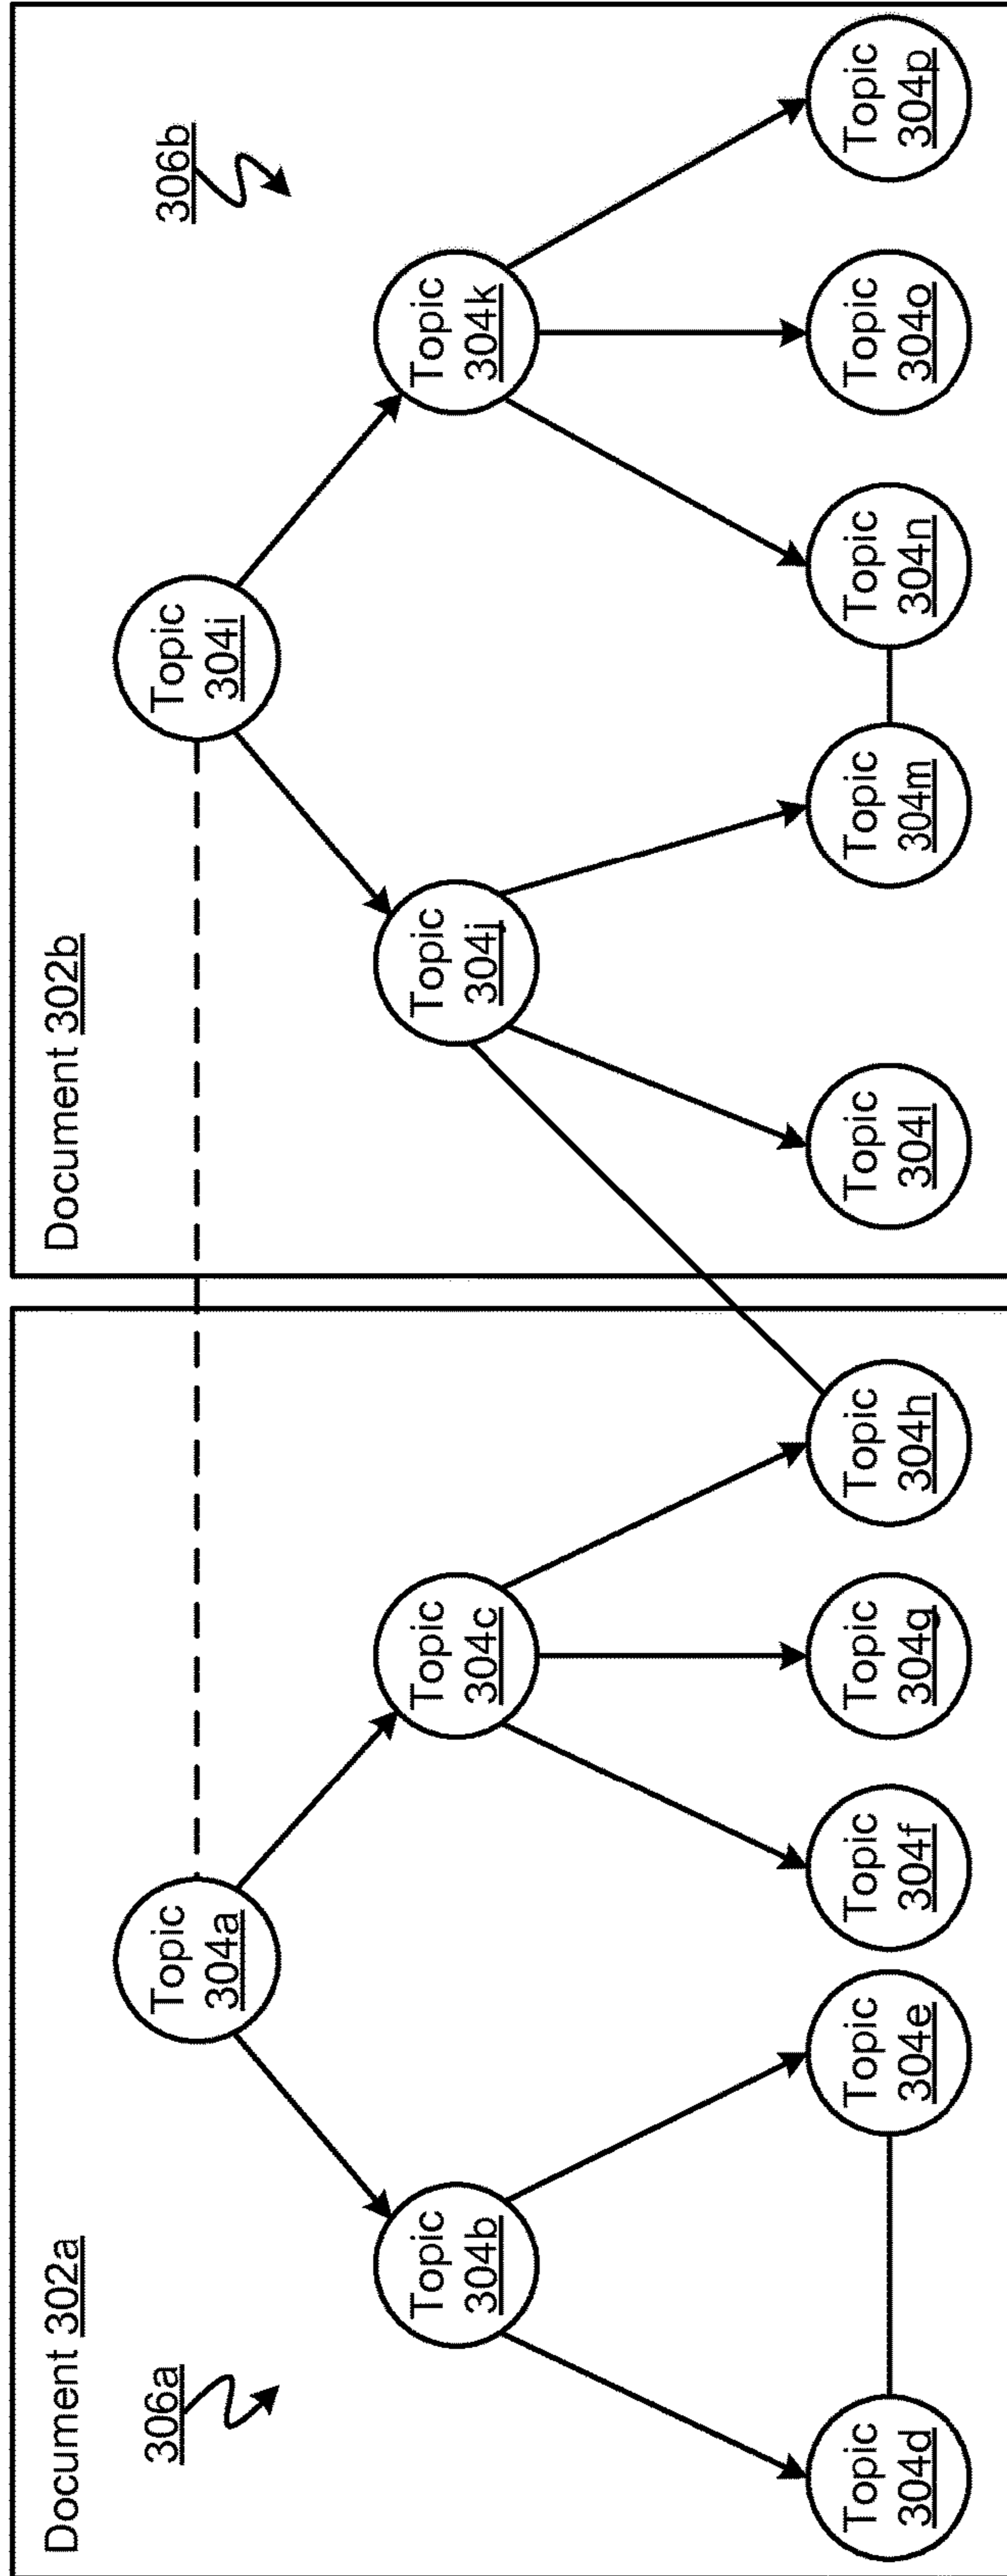 Document 302a
306a
Topic
304a
Topic
304b
Topic
304c
Topic
304d
Topic
304e
Topic
304f
Topic
304g
Topic
304h
Document 302b
306b
Topic
304i
Topic
304j
Topic
304k
Topic
304l
Topic
304m
Topic
304n
Topic
304o
Topic
304p